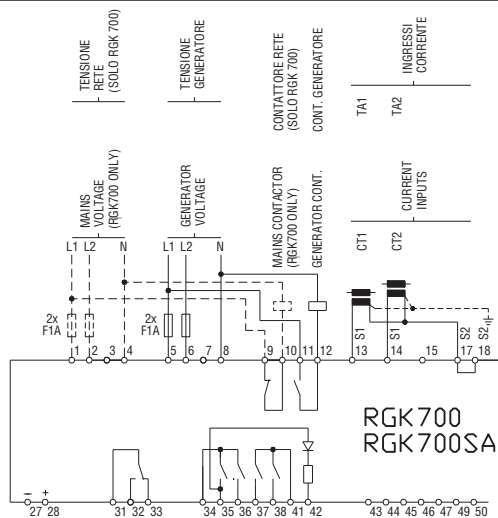 TENSIONE
RETE
(SOLO RGK 700)
TENSIONE
GENERATORE
CONTATTORE RETE
(SOLO RGK 700)
CONT. GENERATORE
TA1
TA2
INGRESSI
CORRENTE
MAINS
VOLTAGE
(RGK700 ONLY)
GENERATOR
VOLTAGE
MAINS CONTACTOR
(RGK700 ONLY)
GENERATOR CONT.
CT1
CT2
CURRENT
INPUTS
L1 L2 N L1 L2 N
2x
F1A
2x
F1A
S1 S1 S2 S2
1 2 3 4 5 6 7 8 9 10 11 12 13 14 15 17 18
RGK700
RGK700SA
– +
27 28 31 32 33 34 35 36 37 38 41 42 43 44 45 46 47 49 50